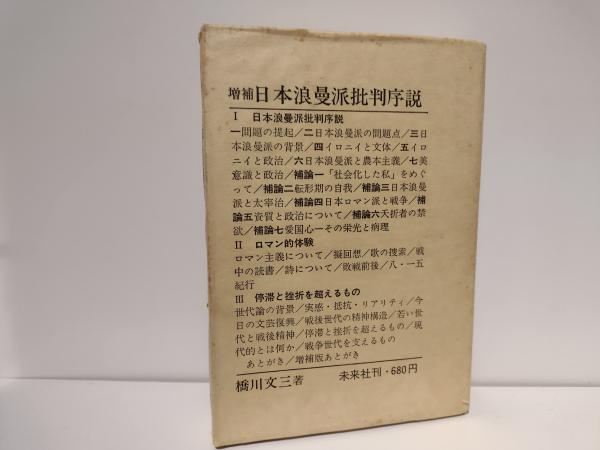 増補日本浪曼派批判序説
Ⅰ 日本浪曼派批判序説
一問題の提起／二日本浪曼派の問題点／三日
本浪曼派の背景／四イロニイと文体／五イロ
ニイと政治／六日本浪曼派と農本主義／七美
意識と政治／補論一「社会化した私」をめぐ
って／補論二転形期の自我／補論三日本浪曼
派と太宰治／補論四日本ロマン派と戦争／補
論五資質と政治について／補論六夭折者の禁
欲／補論七愛国心ーその栄光と病理
Ⅱ ロマン的体験
ロマン主義について／擬回想／歌の捜索／戦
中の読書／詩について／敗戦前後／八・一五
紀行
Ⅲ 停滞と挫折を超えるもの
世代論の背景／実感・抵抗・リアリティ／今
日の文芸復興／戦後世代の精神構造／若い世
代と戦後精神／停滞と挫折を超えるもの／現
代的とは何か／戦争世代を支えるもの
あとがき／増補版あとがき
橋川文三著 未来社刊・680円